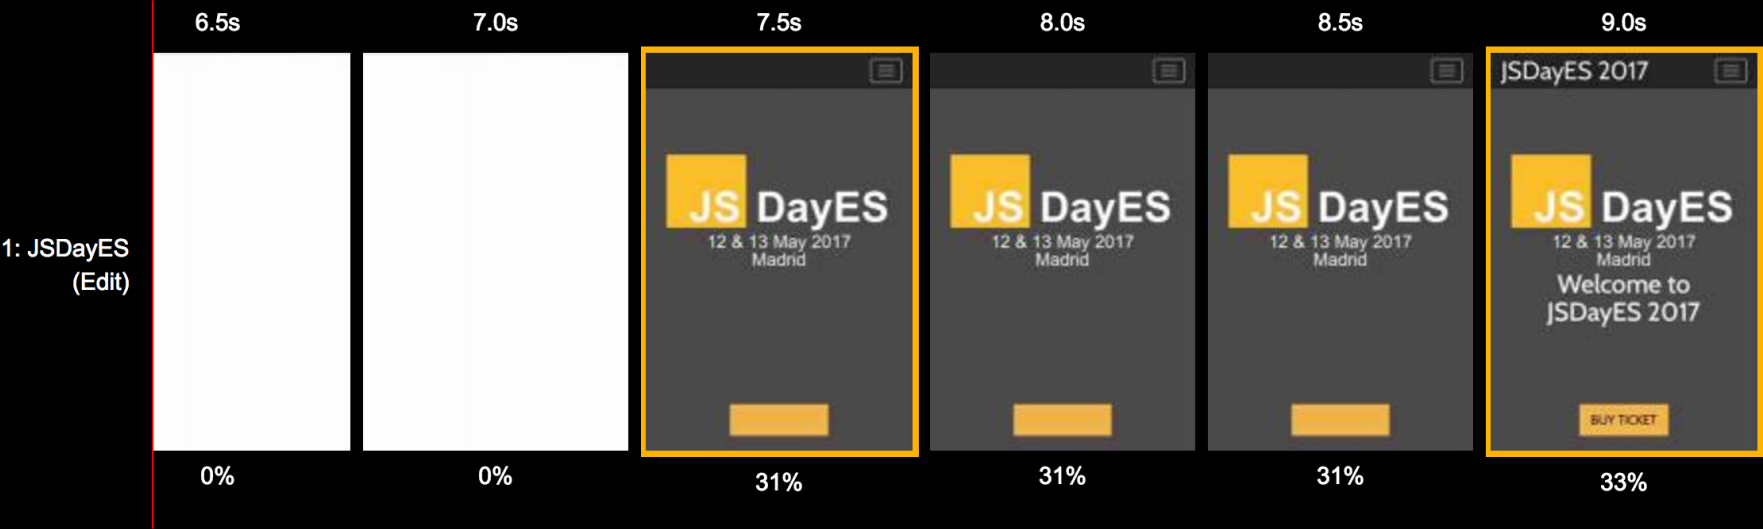 6.5s 7.0s 7.5s 8.0s 8.5s 9.0s
JSDayES 2017
JS DayES
12 & 13 May 2017
Madrid
JS DayES
12 & 13 May 2017
Madrid
JS DayES
12 & 13 May 2017
Madrid
JS DayES
12 & 13 May 2017
Madrid
Welcome to
JSDayES 2017
BUY TICKET
1: JSDayES
(Edit)
0% 0% 31% 31% 31% 33%